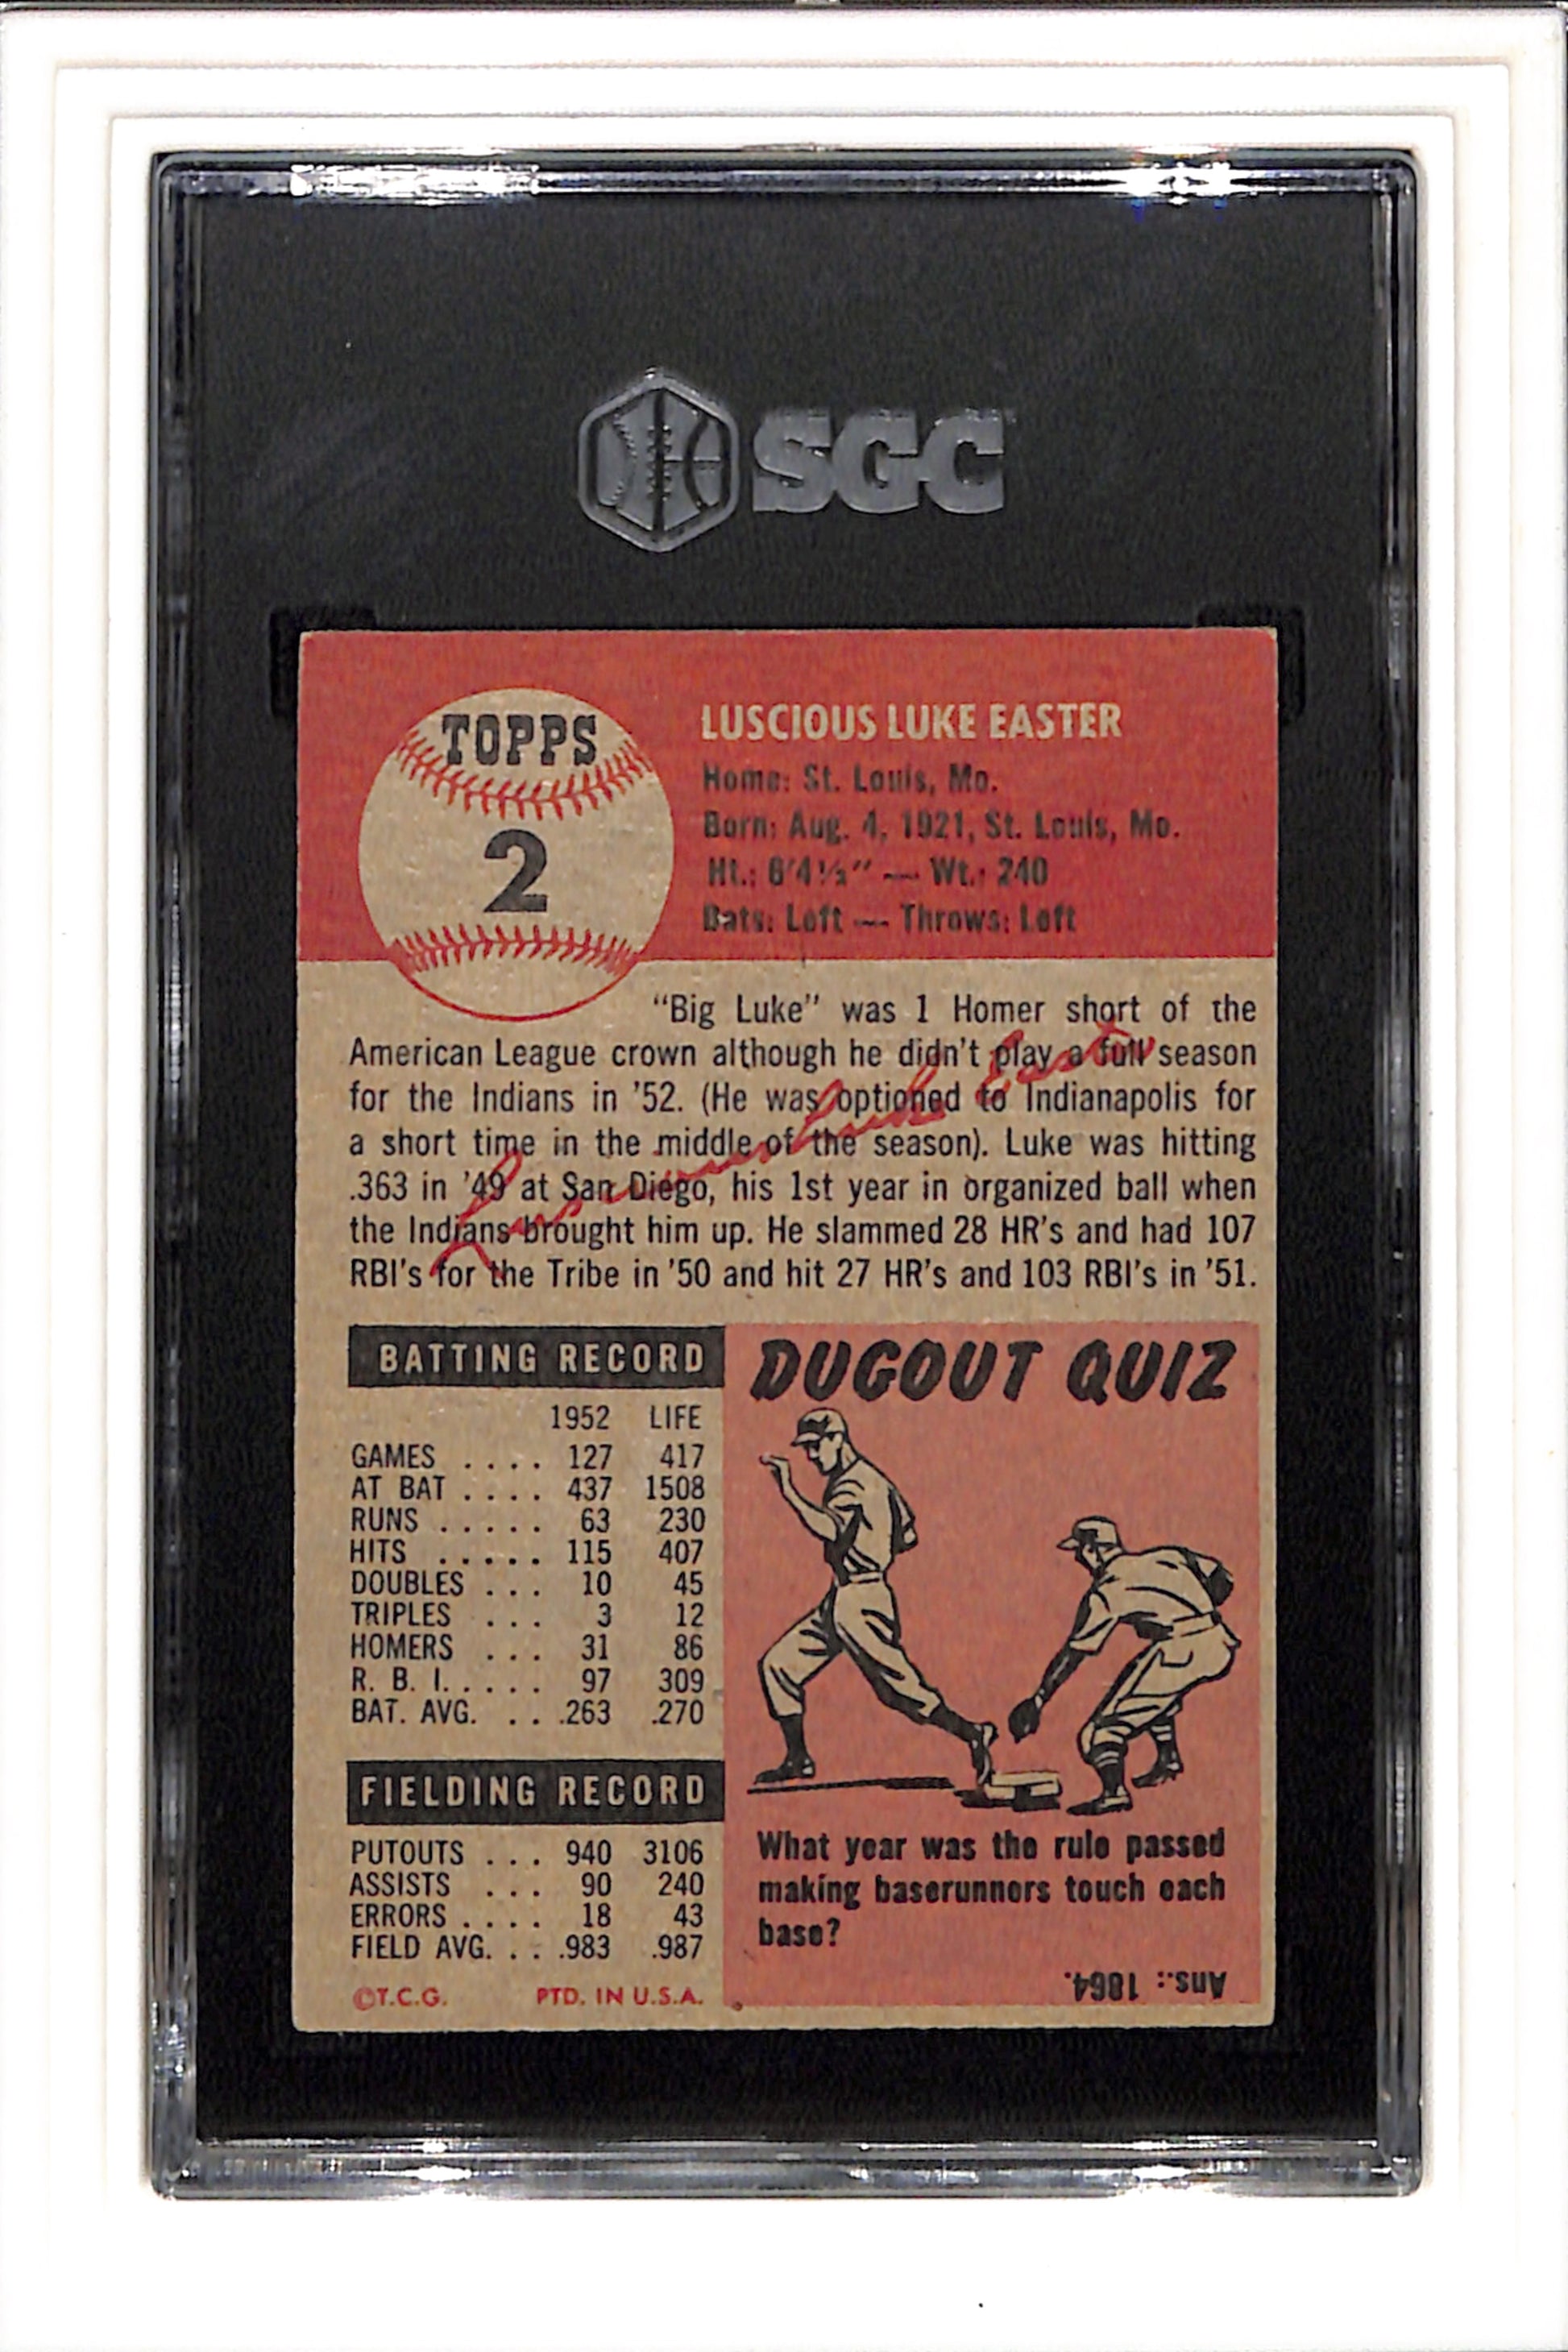 SGC
TOPPS
2
LUSCIOUS LUKE EASTER
Home: St. Louis, Mo.
Born: Aug. 4, 1921, St. Louis, Mo.
Ht.: 6'4½" — Wt.: 240
Bats: Left — Throws: Left
"Big Luke" was 1 Homer short of the
American League crown although he didn't play a full season
for the Indians in '52. (He was optioned to Indianapolis for
a short time in the middle of the season). Luke was hitting
.363 in '49 at San Diego, his 1st year in organized ball when
the Indians brought him up. He slammed 28 HR's and had 107
RBI's for the Tribe in '50 and hit 27 HR's and 103 RBI's in '51.
Luscious Luke Easter
BATTING RECORD
1952 LIFE
GAMES .... 127 417
AT BAT .... 437 1508
RUNS ..... 63 230
HITS ..... 115 407
DOUBLES ... 10 45
TRIPLES ... 3 12
HOMERS ... 31 86
R. B. I. .... 97 309
BAT. AVG. .. .263 .270
FIELDING RECORD
PUTOUTS ... 940 3106
ASSISTS ... 90 240
ERRORS .... 18 43
FIELD AVG. .. .983 .987
©T.C.G. PTD. IN U.S.A.
DUGOUT QUIZ
What year was the rule passed
making baserunners touch each
base?
Ans.: 1864.